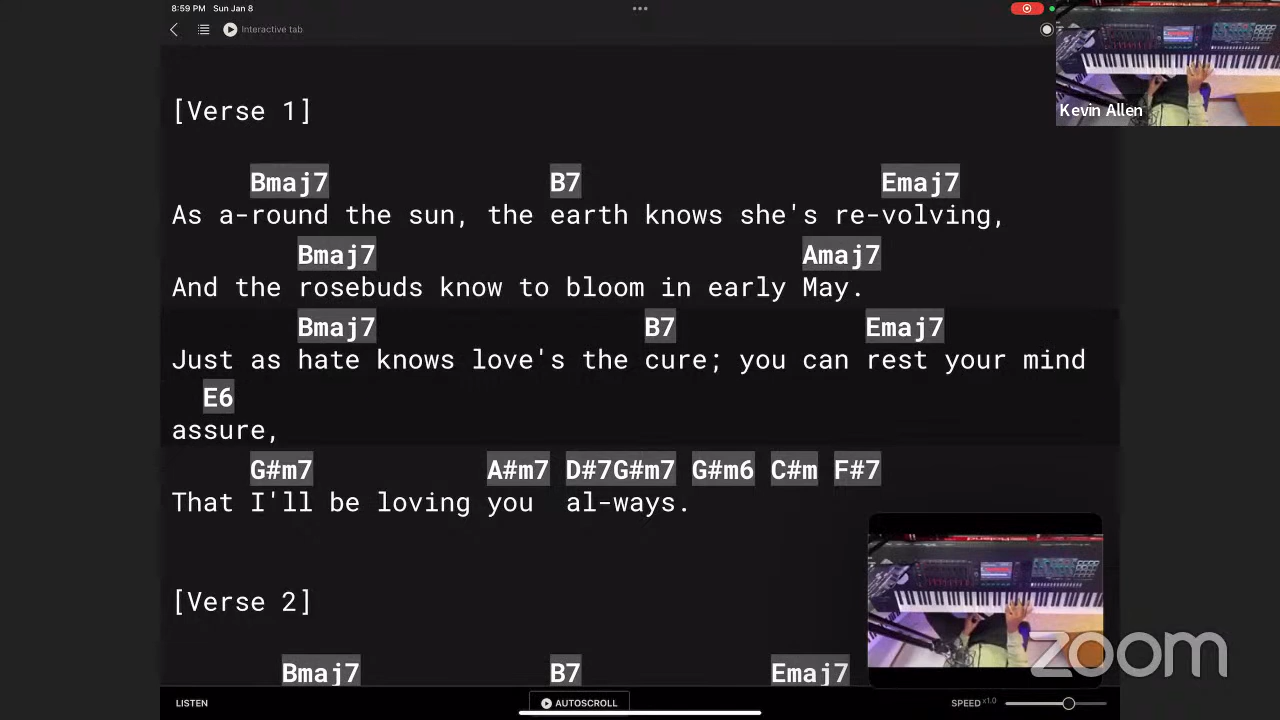 8:59 PM Sun Jan 8
Interactive tab
Kevin Allen
[Verse 1]
Bmaj7 B7 Emaj7
As a-round the sun, the earth knows she's re-volving,
Bmaj7 Amaj7
And the rosebuds know to bloom in early May.
Bmaj7 B7 Emaj7
Just as hate knows love's the cure; you can rest your mind
E6
assure,
G#m7 A#m7 D#7G#m7 G#m6 C#m F#7
That I'll be loving you al-ways.
[Verse 2]
Bmaj7 B7 Emaj7
zoom
LISTEN AUTOSCROLL SPEED x1.0